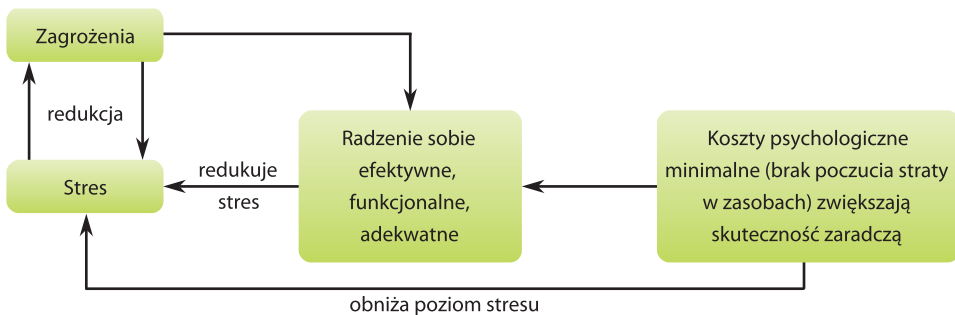 Zagrożenia
redukcja
Stres
redukuje
stres
Radzenie sobie
efektywne,
funkcjonalne,
adekwatne
Koszty psychologiczne
minimalne (brak poczucia straty
w zasobach) zwiększają
skuteczność zaradczą
obniża poziom stresu